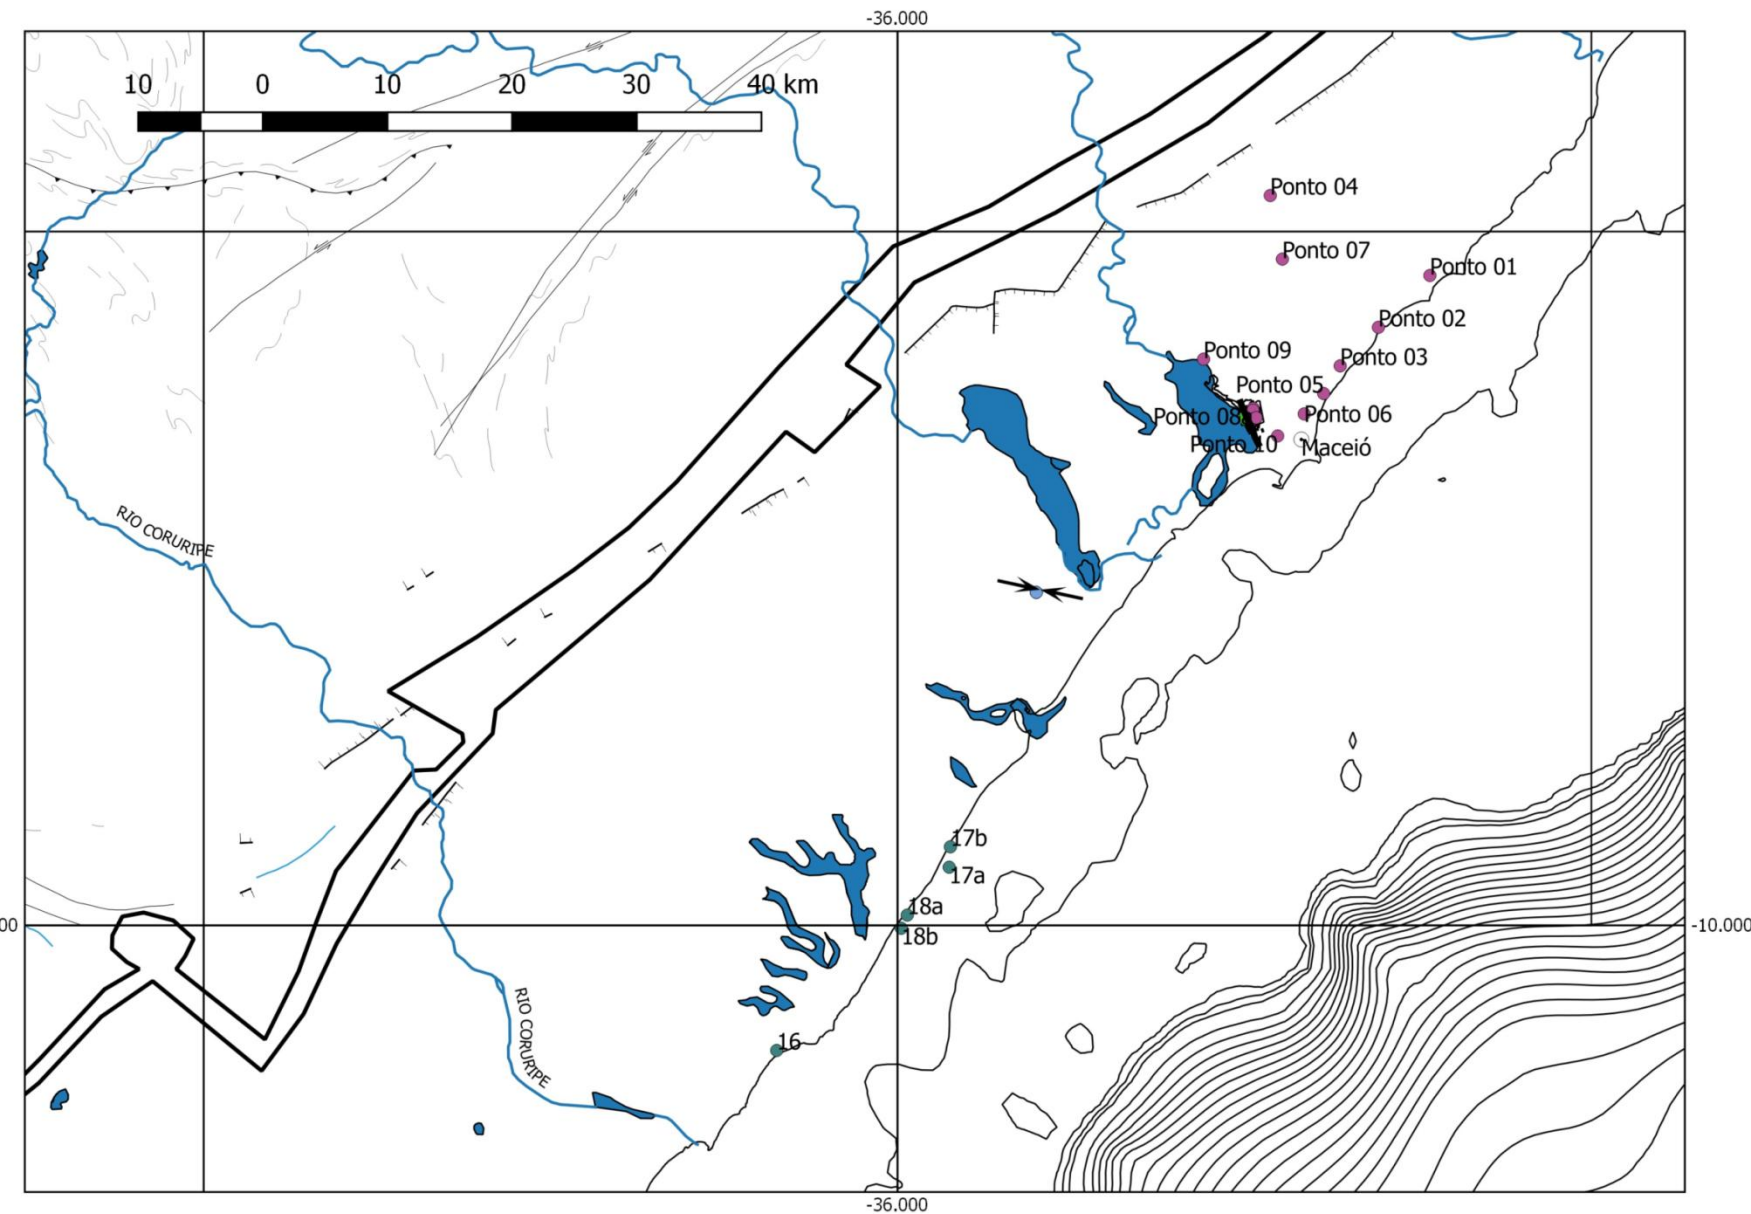 -36.000
10 0 10 20 30 40 km
Ponto 04
Ponto 07
Ponto 01
Ponto 02
Ponto 09
Ponto 03
Ponto 05
Ponto 08
Ponto 06
Ponto 10
Maceió
RIO CORURIPE
17b
17a
18a
00
-10.000
18b
RIO CORURIPE
16
-36.000